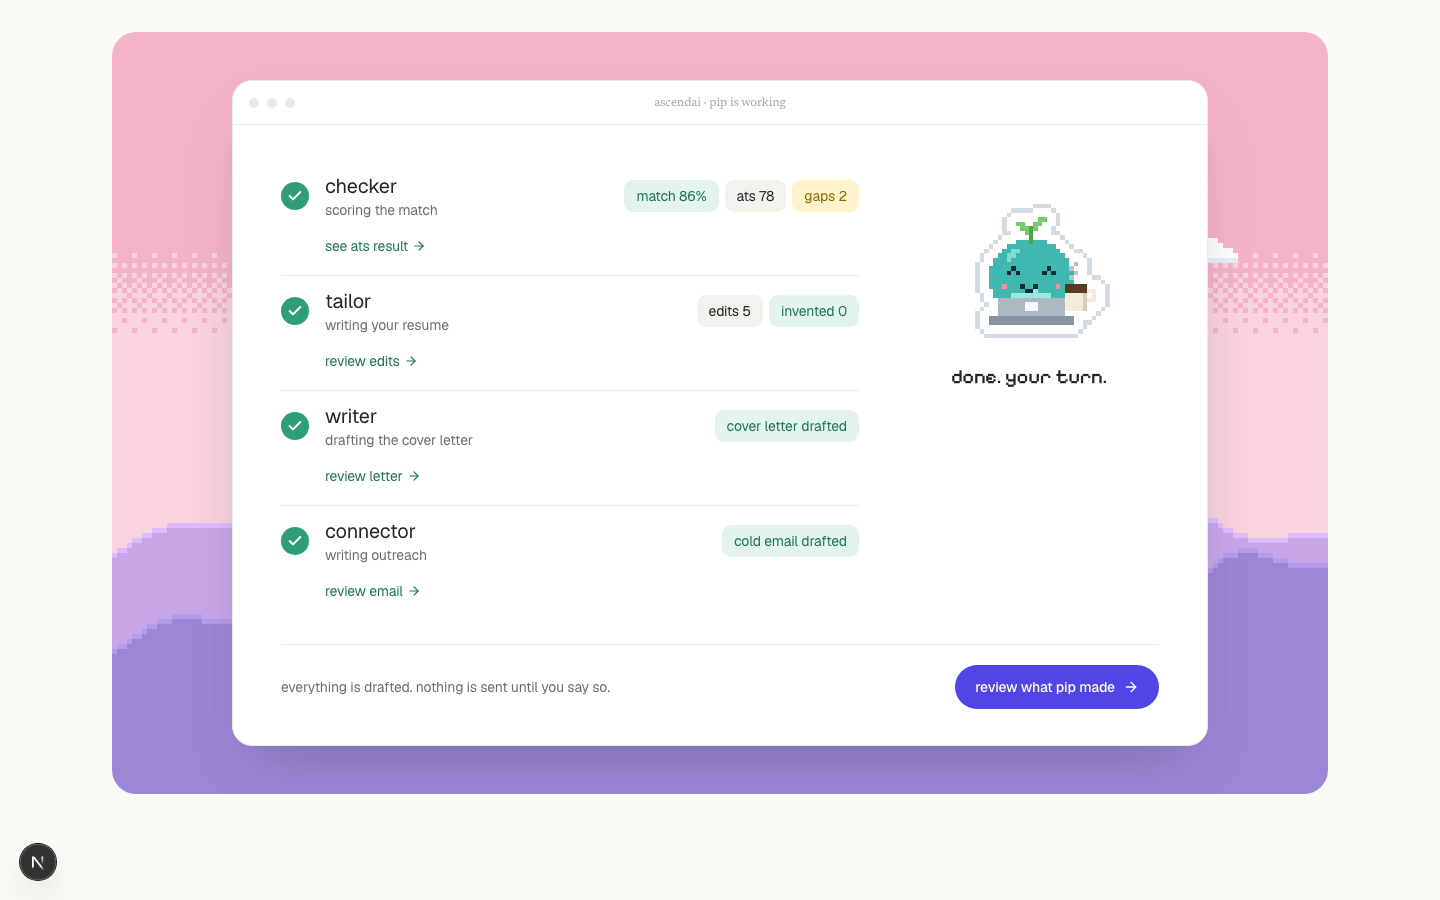 ascendai · pip is working
checker
scoring the match
match 86%
ats 78
gaps 2
see ats result →
tailor
writing your resume
edits 5
invented 0
review edits →
writer
drafting the cover letter
cover letter drafted
review letter →
connector
writing outreach
cold email drafted
review email →
done. your turn.
everything is drafted. nothing is sent until you say so.
review what pip made →
N